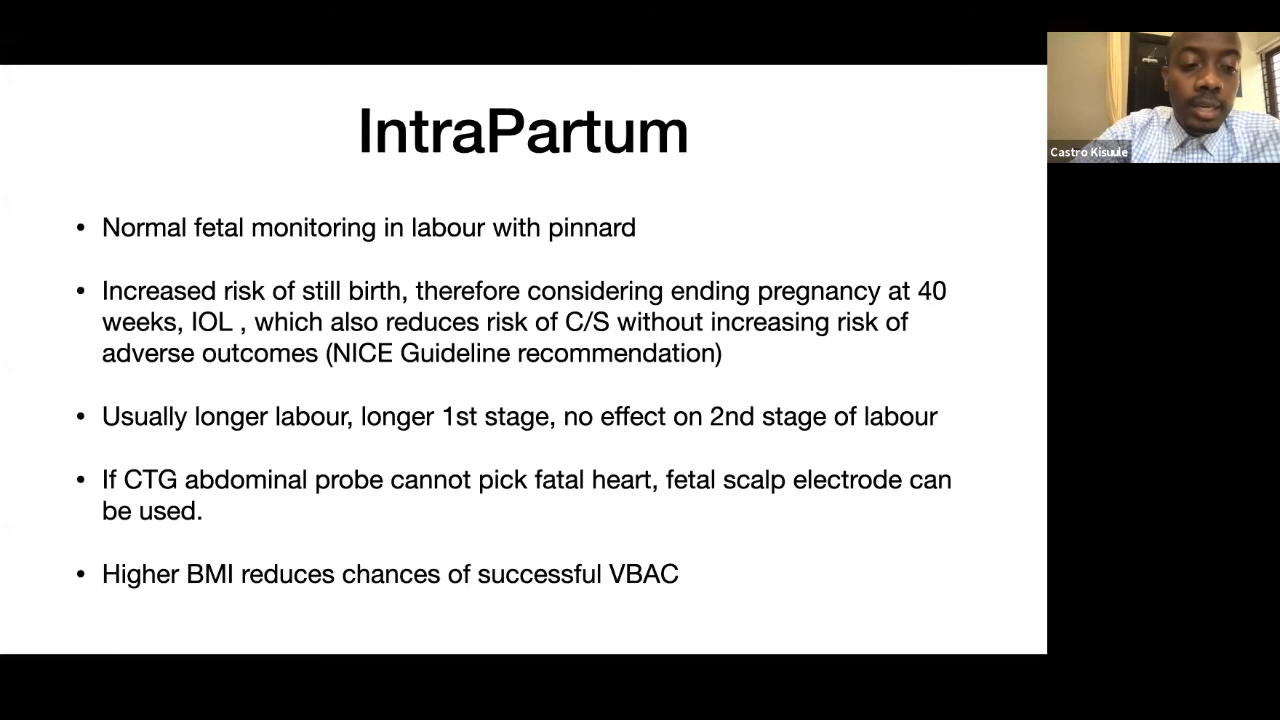 IntraPartum
• Normal fetal monitoring in labour with pinnard
• Increased risk of still birth, therefore considering ending pregnancy at 40
weeks, IOL , which also reduces risk of C/S without increasing risk of
adverse outcomes (NICE Guideline recommendation)
• Usually longer labour, longer 1st stage, no effect on 2nd stage of labour
• If CTG abdominal probe cannot pick fatal heart, fetal scalp electrode can
be used.
• Higher BMI reduces chances of successful VBAC
Castro Kisuule